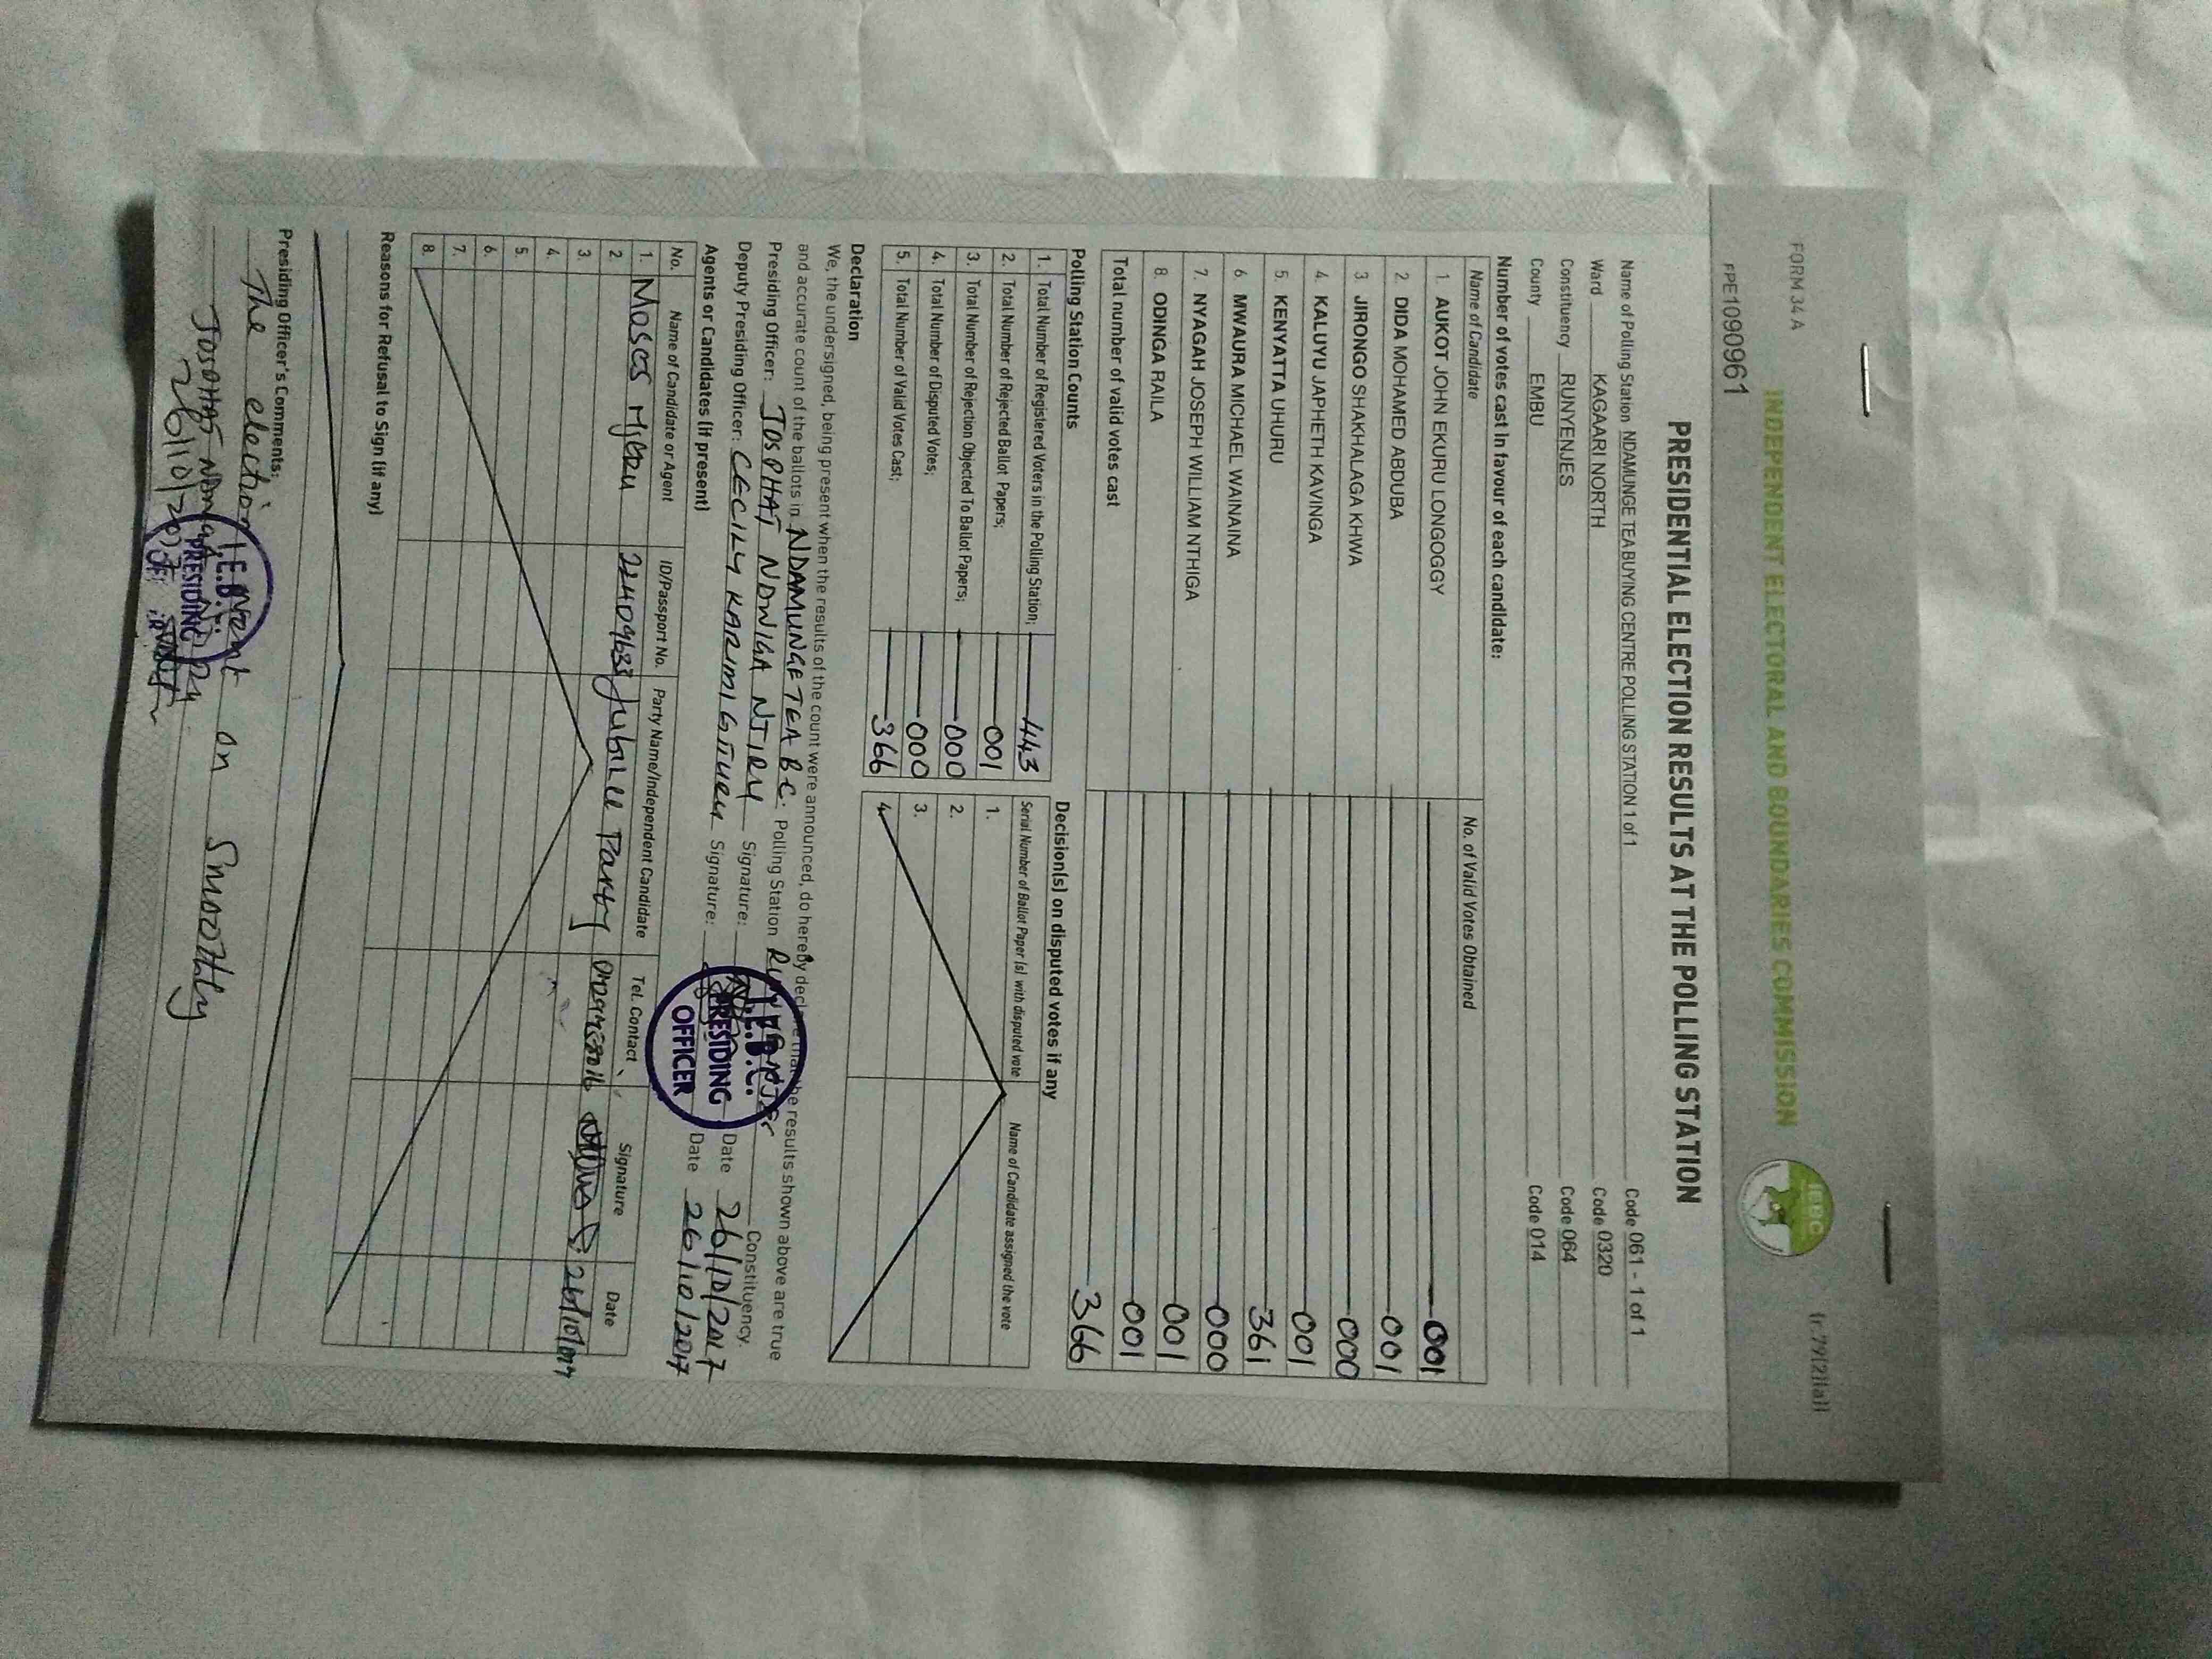 FORM 34 A
(r.79(2)(a))
INDEPENDENT ELECTORAL AND BOUNDARIES COMMISSION
IEBC
PRESIDENTIAL ELECTION RESULTS AT THE POLLING STATION
Name of Polling Station NDAMUNGE TEA BUYING CENTRE POLLING STATION 1 of 1 Code 061 - 1 of 1
Ward KAGAARI NORTH Code 0320
Constituency RUNYENJES Code 064
County EMBU Code 014
Number of votes cast in favour of each candidate:
Name of Candidate No. of Valid Votes Obtained
1. AUKOT JOHN EKURU LONGOGGY 001
2. DIDA MOHAMED ABDUBA 001
3. JIRONGO SHAKHALAGA KHWA 000
4. KALUYU JAPHETH KAVINGA 001
5. KENYATTA UHURU 361
6 MWAURA MICHAEL WAINAINA 000
7. NYAGAH JOSEPH WILLIAM NTHIGA 001
8. ODINGA RAILA 001
Total number of valid votes cast 366
Polling Station Counts
1. Total Number of Registered Voters in the Polling Station; 443
2. Total Number of Rejected Ballot Papers; 001
3. Total Number of Rejection Objected To Ballot Papers; 000
4. Total Number of Disputed Votes; 000
5. Total Number of Valid Votes Cast; 366
Decision(s) on disputed votes if any
Serial Number of Ballot Paper (s) with disputed vote Name of Candidate assigned the vote
1.
2.
3.
4.
Declaration
We, the undersigned, being present when the results of the count were announced, do hereby declare that the results shown above are true
and accurate count of the ballots in NDAMUNGE TEA B.C. Polling Station Constituency.
Presiding Officer: JOSPHAT NDWIGA NJIRU Signature: Date 26/10/2017
Deputy Presiding Officer: CECILY KARIMI GITHERU Signature: Date 26/10/2017
I.E.B.C.
PRESIDING
OFFICER
Agents or Candidates (if present)
No. Name of Candidate or Agent ID/Passport No. Party Name/Independent Candidate Tel. Contact Signature Date
1. Moses Njeru 22409633 Jubilee Party 26/10/2017
2
3.
4.
5.
6.
7.
8.
Reasons for Refusal to Sign (if any)
Presiding Officer's Comments:
The election went on smoothly
JOSPHAT NDWIGA
26/10/2017
I.E.B.C.
PRESIDING